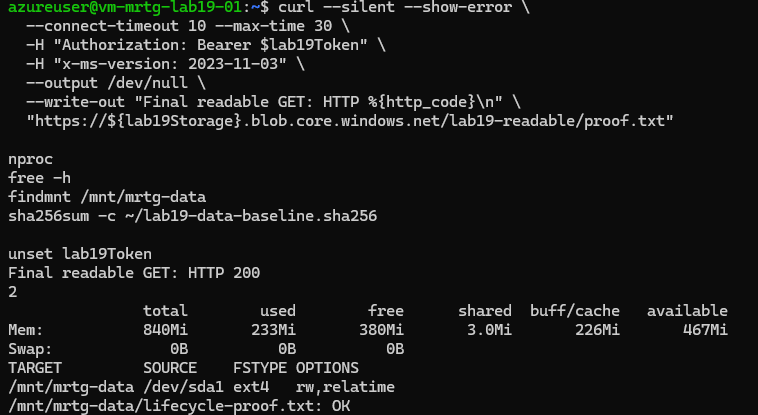 azureuser@vm-mrtg-lab19-01:~$ curl --silent --show-error \
  --connect-timeout 10 --max-time 30 \
  -H "Authorization: Bearer $lab19Token" \
  -H "x-ms-version: 2023-11-03" \
  --output /dev/null \
  --write-out "Final readable GET: HTTP %{http_code}\n" \
  "https://${lab19Storage}.blob.core.windows.net/lab19-readable/proof.txt"

nproc
free -h
findmnt /mnt/mrtg-data
sha256sum -c ~/lab19-data-baseline.sha256

unset lab19Token
Final readable GET: HTTP 200
2
               total        used        free      shared  buff/cache   available
Mem:           840Mi       233Mi       380Mi       3.0Mi       226Mi       467Mi
Swap:             0B          0B          0B
TARGET         SOURCE    FSTYPE OPTIONS
/mnt/mrtg-data /dev/sda1 ext4   rw,relatime
/mnt/mrtg-data/lifecycle-proof.txt: OK